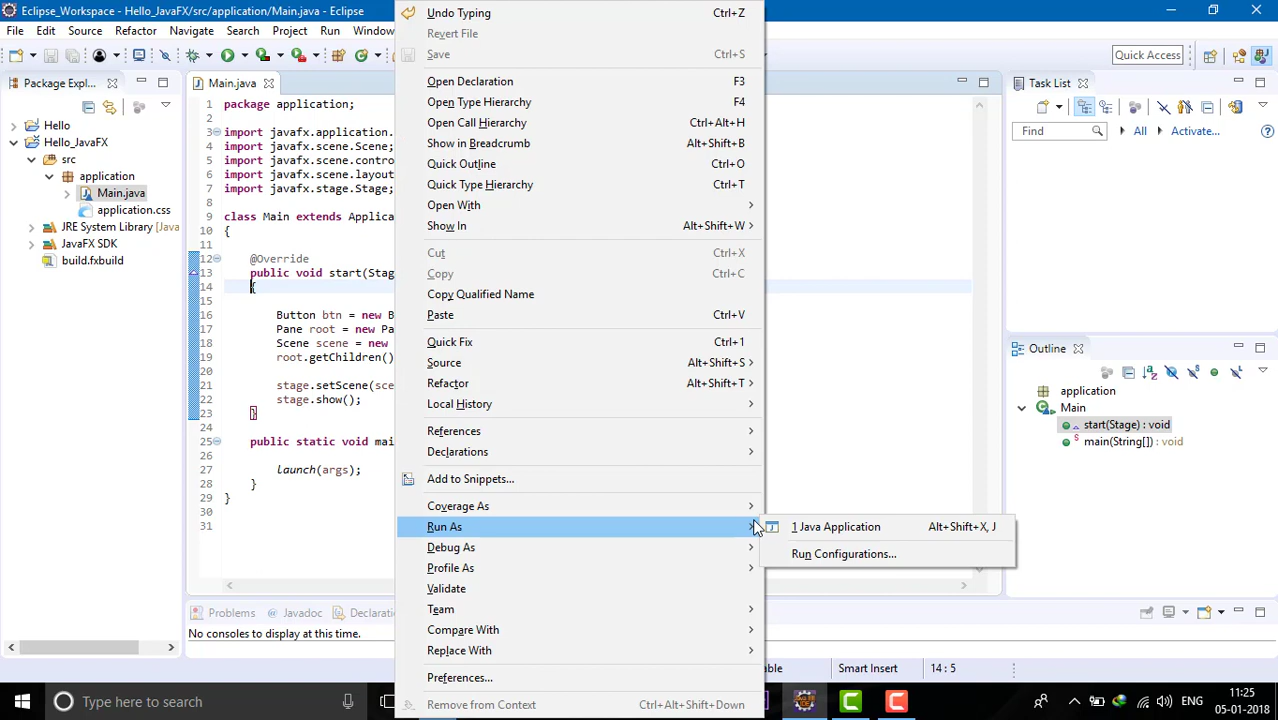 Eclipse_Workspace - Hello_JavaFX/src/application/Main.java - Eclipse
File Edit Source Refactor Navigate Search Project Run
Quick Access
Package Expl...
Hello
Hello_JavaFX
src
application
Main.java
application.css
JRE System Library [Java
JavaFX SDK
build.fxbuild
Main.java
1 package application;
2
3 import javafx.application.
4 import javafx.scene.Scene;
5 import javafx.scene.contro
6 import javafx.scene.layout
7 import javafx.stage.Stage;
8
9 class Main extends Applica
10 {
11
12 @Override
13 public void start(Stag
14 {
15
16 Button btn = new B
17 Pane root = new Pa
18 Scene scene = new
19 root.getChildren()
20
21 stage.setScene(sce
22 stage.show();
23 }
24
25 public static void mai
26
27 launch(args);
28 }
29 }
30
31
Undo Typing Ctrl+Z
Revert File
Save Ctrl+S
Open Declaration F3
Open Type Hierarchy F4
Open Call Hierarchy Ctrl+Alt+H
Show in Breadcrumb Alt+Shift+B
Quick Outline Ctrl+O
Quick Type Hierarchy Ctrl+T
Open With
Show In Alt+Shift+W
Cut Ctrl+X
Copy Ctrl+C
Copy Qualified Name
Paste Ctrl+V
Quick Fix Ctrl+1
Source Alt+Shift+S
Refactor Alt+Shift+T
Local History
References
Declarations
Add to Snippets...
Coverage As
Run As
Debug As
Profile As
Validate
Team
Compare With
Replace With
Preferences...
Remove from Context Ctrl+Alt+Shift+Down
1 Java Application Alt+Shift+X, J
Run Configurations...
Task List
Find All Activate...
Outline
application
Main
start(Stage) : void
main(String[]) : void
Problems Javadoc Declaratio
No consoles to display at this time.
able Smart Insert 14 : 5
Type here to search
ENG
11:25
05-01-2018